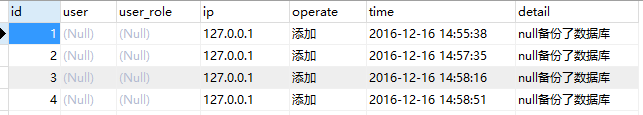 id user user_role ip operate time detail
1 (Null) (Null) 127.0.0.1 添加 2016-12-16 14:55:38 null备份了数据库
2 (Null) (Null) 127.0.0.1 添加 2016-12-16 14:57:35 null备份了数据库
3 (Null) (Null) 127.0.0.1 添加 2016-12-16 14:58:16 null备份了数据库
4 (Null) (Null) 127.0.0.1 添加 2016-12-16 14:58:51 null备份了数据库